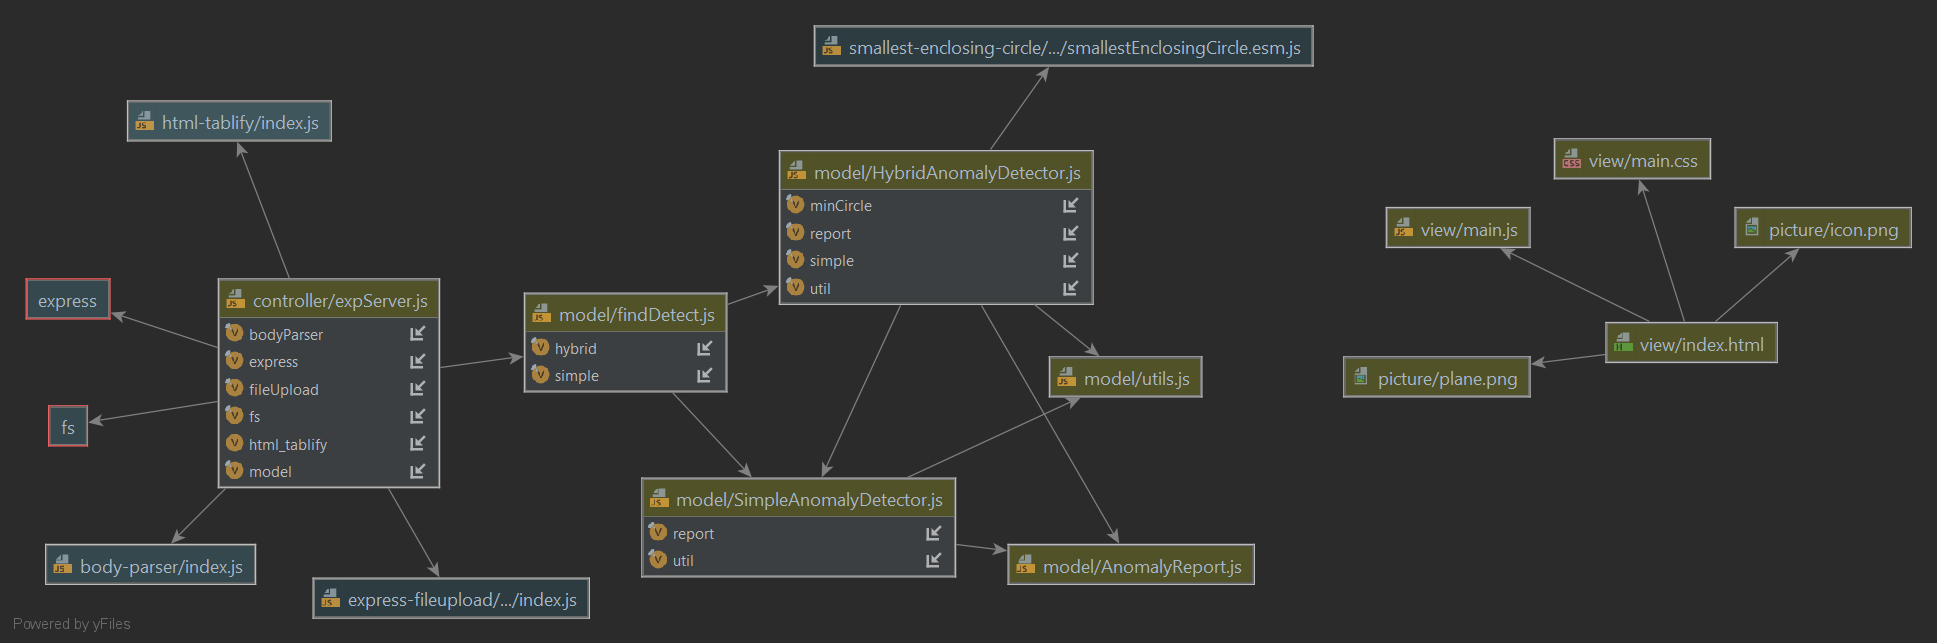 smallest-enclosing-circle/.../smallestEnclosingCircle.esm.js
html-tablify/index.js
model/HybridAnomalyDetector.js
minCircle
report
simple
util
view/main.css
view/main.js
picture/icon.png
controller/expServer.js
bodyParser
express
fileUpload
fs
html_tablify
model
express
fs
model/findDetect.js
hybrid
simple
view/index.html
picture/plane.png
model/utils.js
model/SimpleAnomalyDetector.js
report
util
model/AnomalyReport.js
body-parser/index.js
express-fileupload/.../index.js
Powered by yFiles